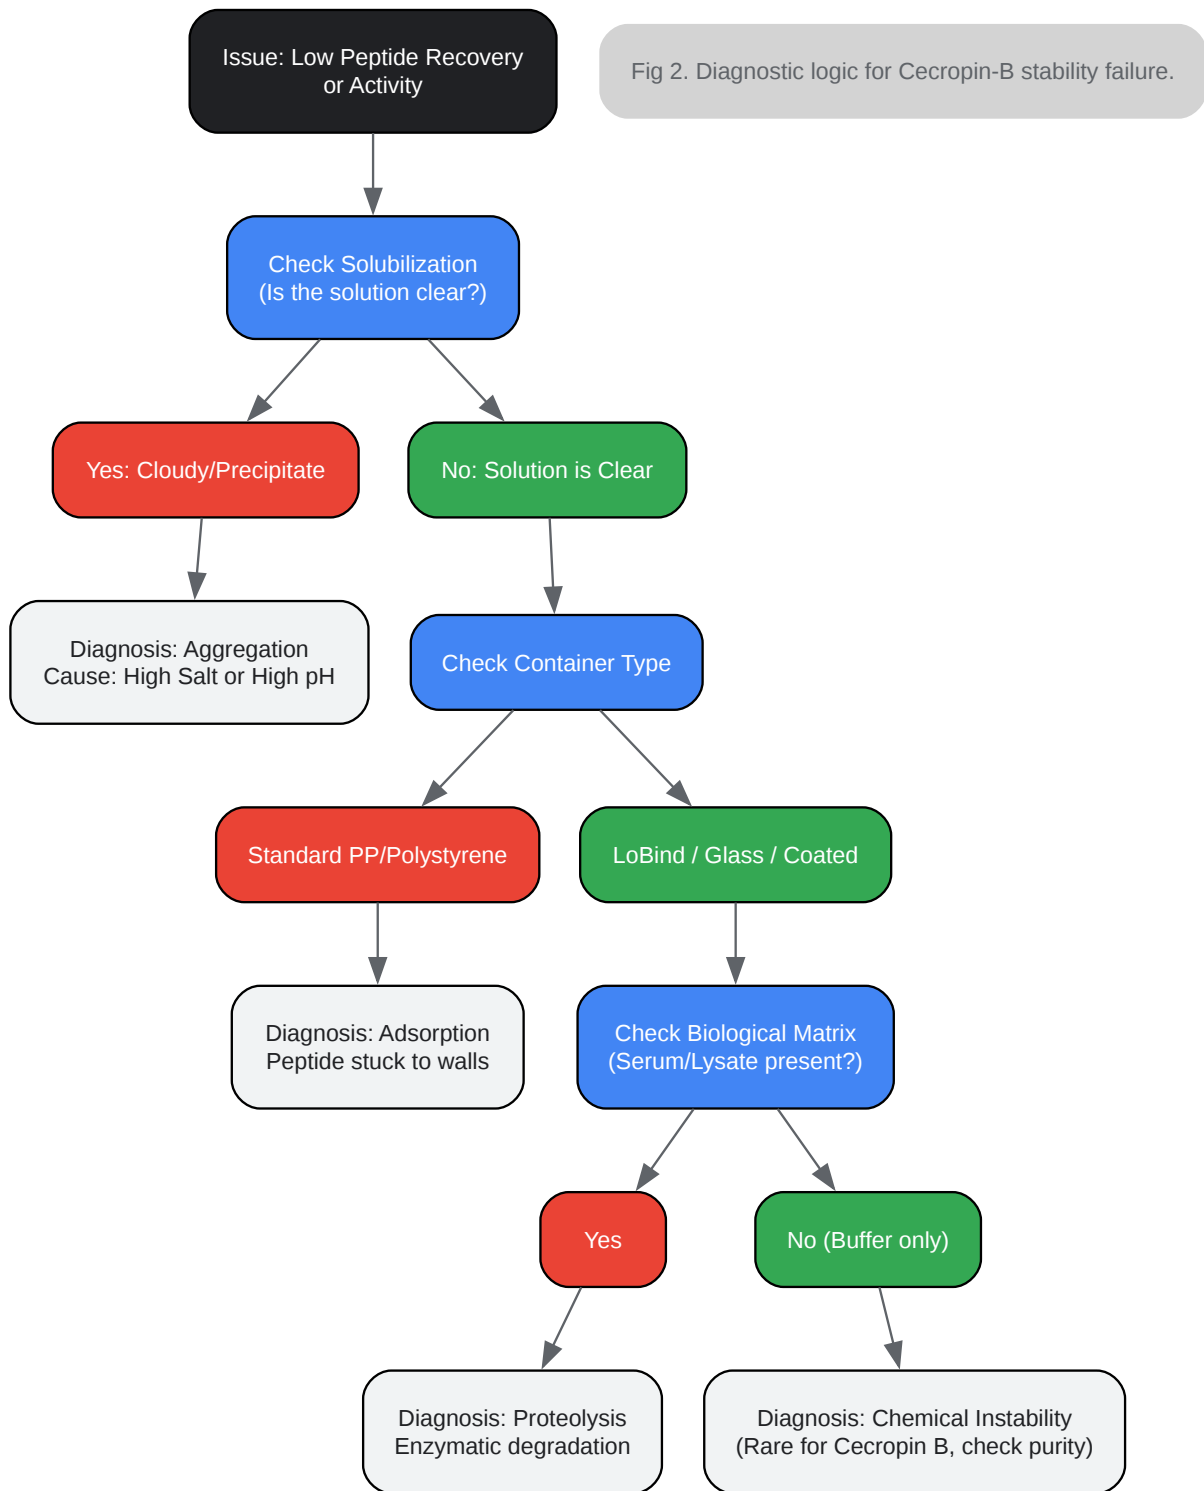 Issue: Low Peptide Recovery
or Activity
Fig 2. Diagnostic logic for Cecropin-B stability failure.
Check Solubilization
(Is the solution clear?)
Yes: Cloudy/Precipitate
No: Solution is Clear
Diagnosis: Aggregation
Cause: High Salt or High pH
Check Container Type
Standard PP/Polystyrene
LoBind / Glass / Coated
Diagnosis: Adsorption
Peptide stuck to walls
Check Biological Matrix
(Serum/Lysate present?)
Yes
No (Buffer only)
Diagnosis: Proteolysis
Enzymatic degradation
Diagnosis: Chemical Instability
(Rare for Cecropin B, check purity)